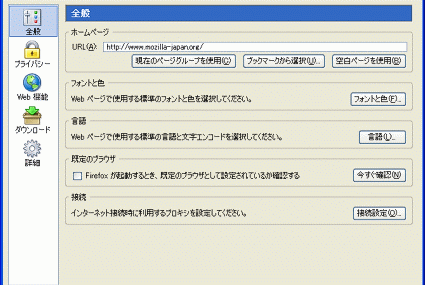 全般
プライバシー
Web 機能
ダウンロード
詳細
全般
ホームページ
URL(A): http://www.mozilla-japan.org/
現在のページグループを使用(C) ブックマークから選択(U)... 空白ページを使用(B)
フォントと色
Web ページで使用する標準のフォントと色を選択してください。 フォントと色(F)...
言語
Web ページで使用する標準の言語と文字エンコードを選択してください。 言語(L)...
既定のブラウザ
Firefox が起動するとき、既定のブラウザとして設定されているか確認する 今すぐ確認(N)
接続
インターネット接続時に利用するプロキシを設定してください。 接続設定(O)...